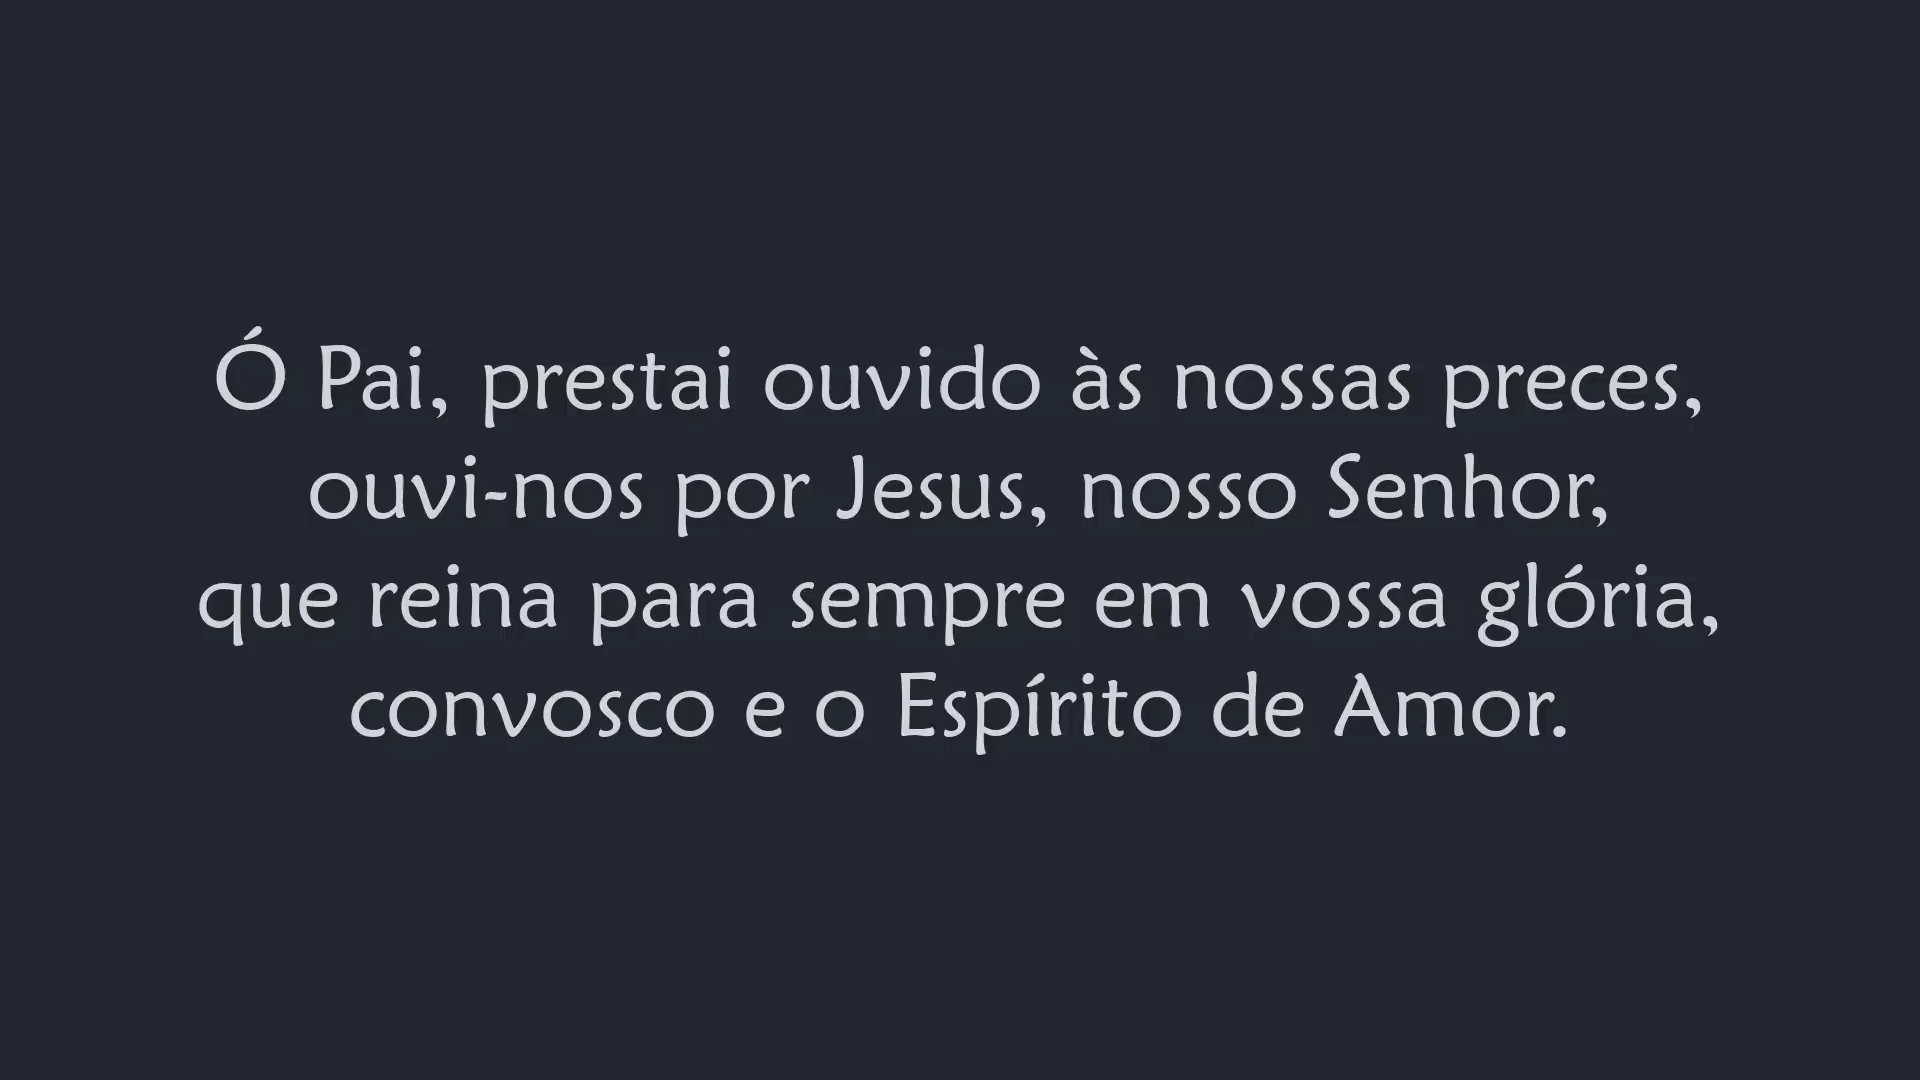 Ó Pai, prestai ouvido às nossas preces,
ouvi-nos por Jesus, nosso Senhor,
que reina para sempre em vossa glória,
convosco e o Espírito de Amor.